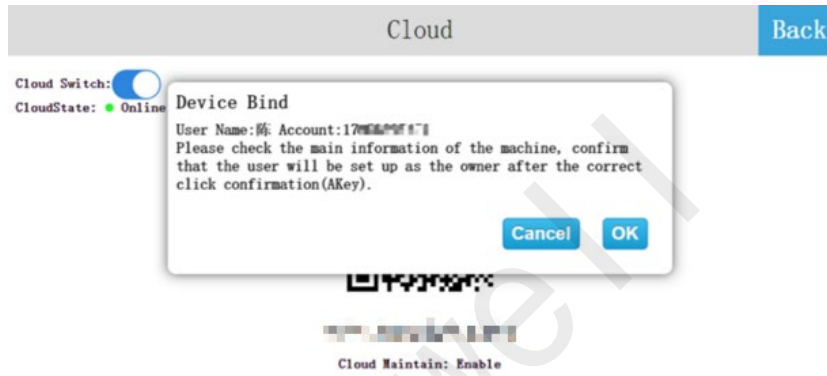 Cloud
Back
Cloud Switch:
CloudState: Online
Device Bind
User Name:陈 Account:17
Please check the main information of the machine, confirm
that the user will be set up as the owner after the correct
click confirmation(AKey).
Cancel OK
Cloud Maintain: Enable